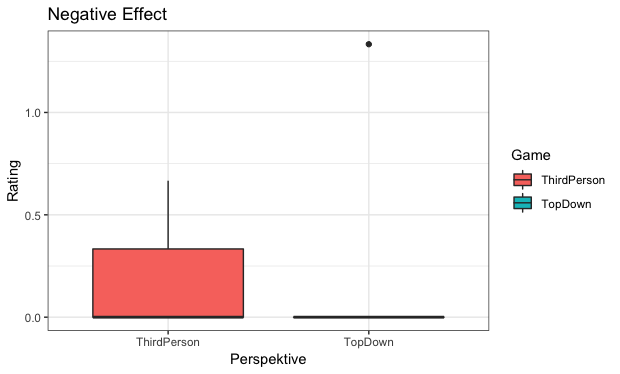 Negative Effect
Rating
1.0
0.5
0.0
ThirdPerson
TopDown
Perspektive
Game
ThirdPerson
TopDown